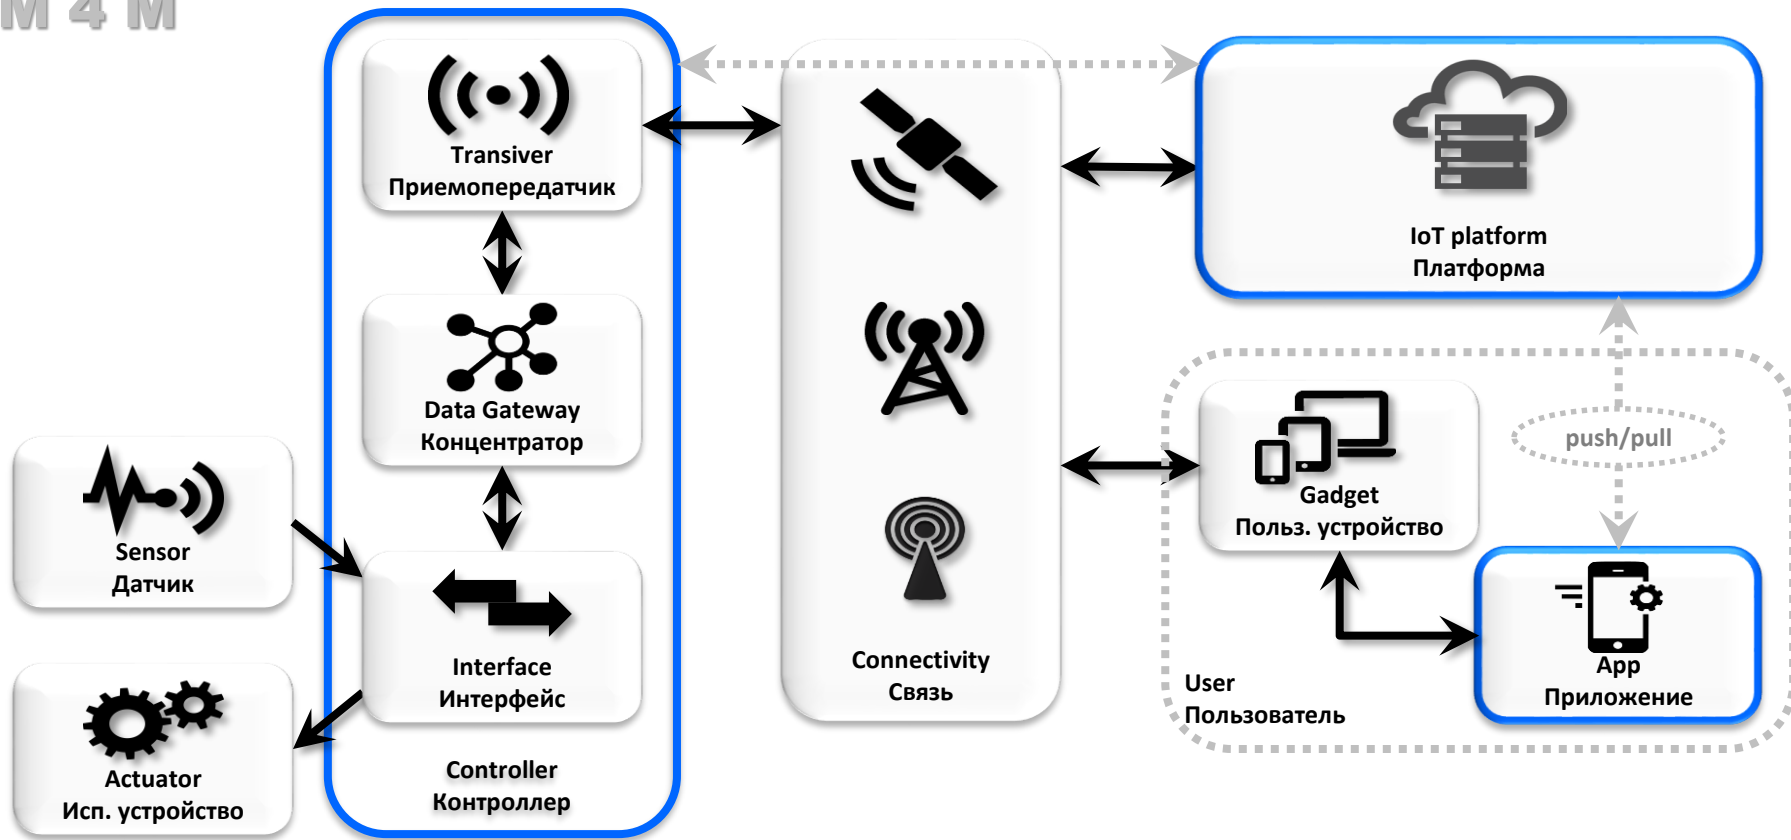 M 4 M
Transiver
Приемопередатчик
Data Gateway
Концентратор
Sensor
Датчик
Interface
Интерфейс
Actuator
Исп. устройство
Controller
Контроллер
Connectivity
Связь
IoT platform
Платформа
push/pull
Gadget
Польз. устройство
App
Приложение
User
Пользователь